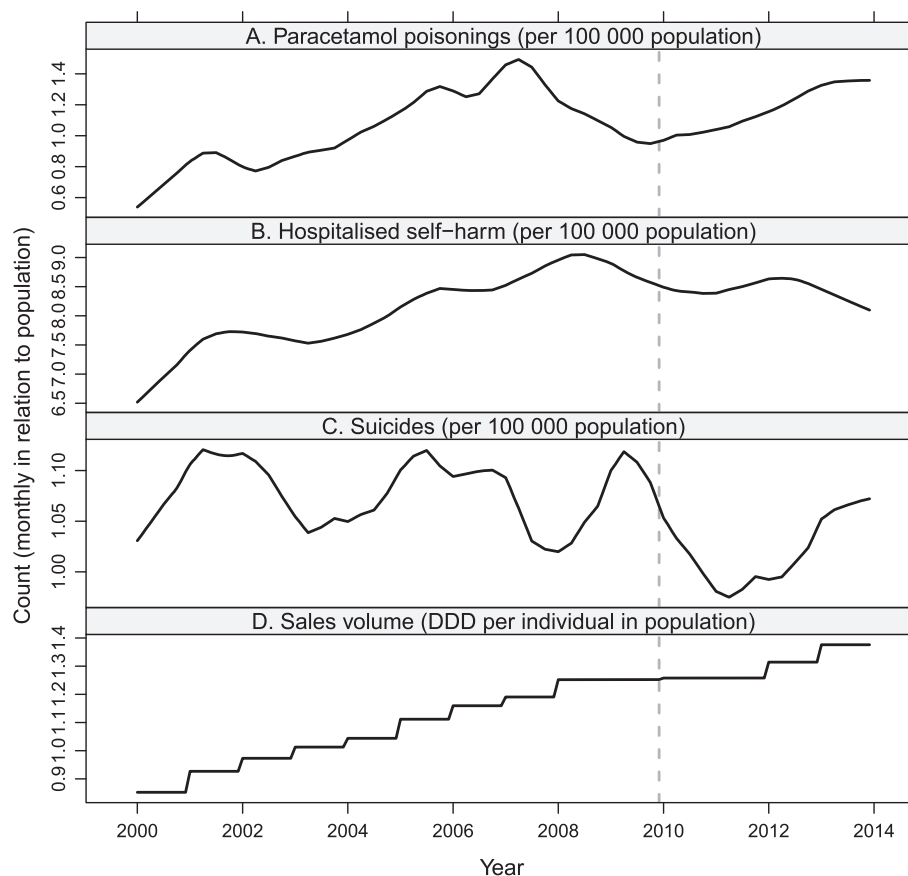 A. Paracetamol poisonings (per 100 000 population)
0.6 0.8 1.0 1.2 1.4
B. Hospitalised self−harm (per 100 000 population)
6.5 7.0 7.5 8.0 8.5 9.0
C. Suicides (per 100 000 population)
1.00 1.05 1.10
D. Sales volume (DDD per individual in population)
0.9 1.0 1.1 1.2 1.3 1.4
Count (monthly in relation to population)
2000 2002 2004 2006 2008 2010 2012 2014
Year